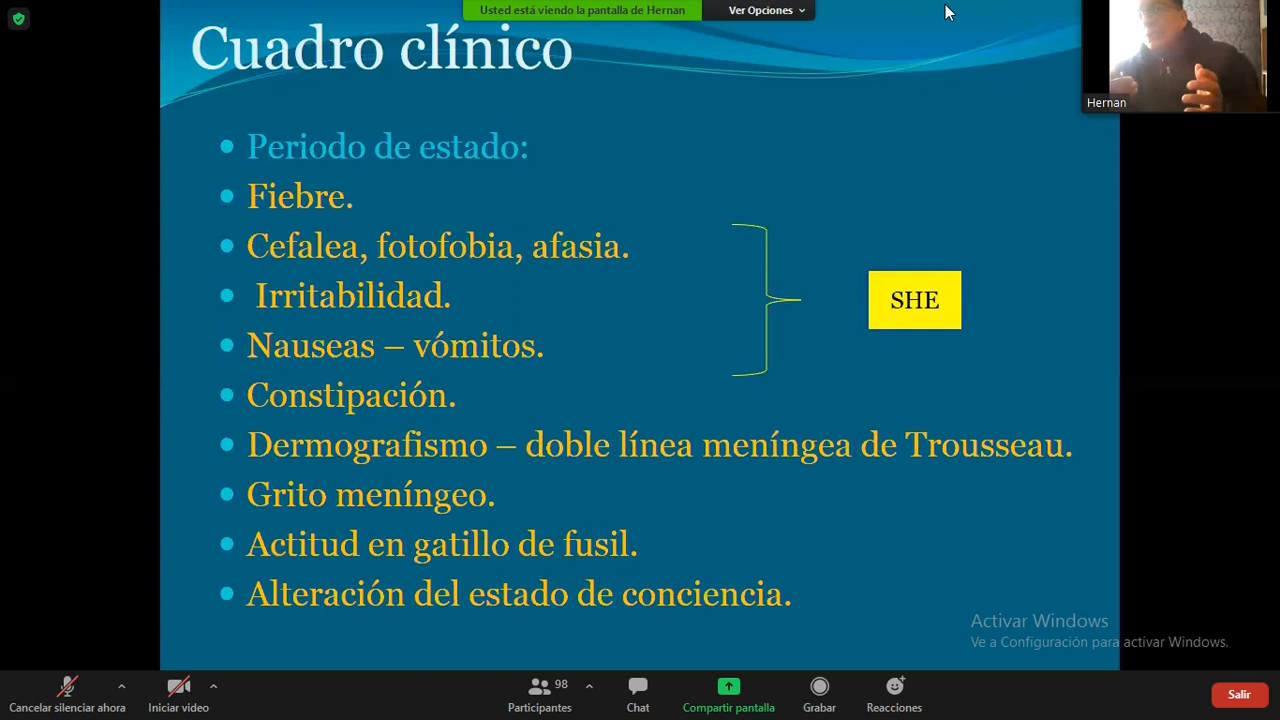 Usted está viendo la pantalla de Hernan
Ver Opciones
Cuadro clínico
Hernan
Periodo de estado:
Fiebre.
Cefalea, fotofobia, afasia.
Irritabilidad.
SHE
Nauseas – vómitos.
Constipación.
Dermografismo – doble línea meníngea de Trousseau.
Grito meníngeo.
Actitud en gatillo de fusil.
Alteración del estado de conciencia.
Activar Windows
Ve a Configuración para activar Windows.
98
Cancelar silenciar ahora
Iniciar video
Participantes
Chat
Compartir pantalla
Grabar
Reacciones
Salir